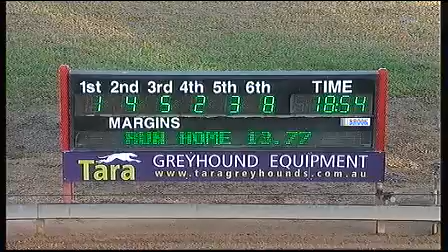 1st 2nd 3rd 4th 5th 6th TIME
1 4 5 2 3 8 18:54
MARGINS
RUN HOME 13.77
Tara GREYHOUND EQUIPMENT
www.taragreyhounds.com.au